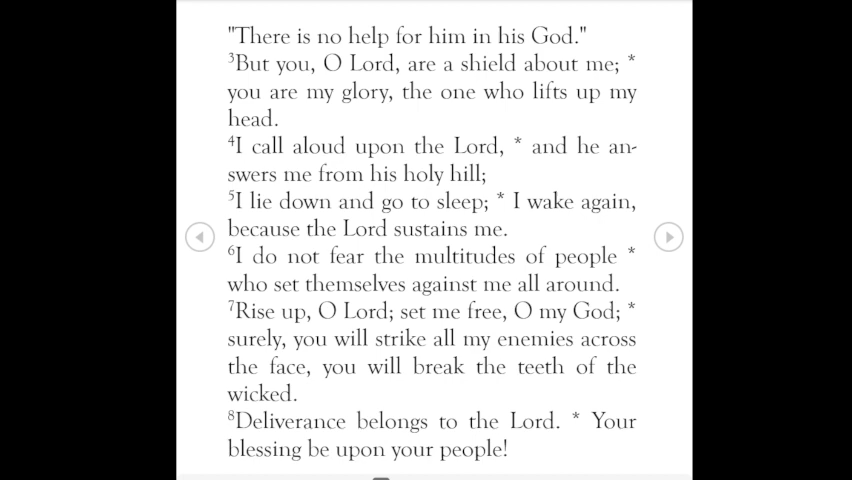 "There is no help for him in his God."
³But you, O Lord, are a shield about me; *
you are my glory, the one who lifts up my
head.
⁴I call aloud upon the Lord, * and he an-
swers me from his holy hill;
⁵I lie down and go to sleep; * I wake again,
because the Lord sustains me.
⁶I do not fear the multitudes of people *
who set themselves against me all around.
⁷Rise up, O Lord; set me free, O my God; *
surely, you will strike all my enemies across
the face, you will break the teeth of the
wicked.
⁸Deliverance belongs to the Lord. * Your
blessing be upon your people!